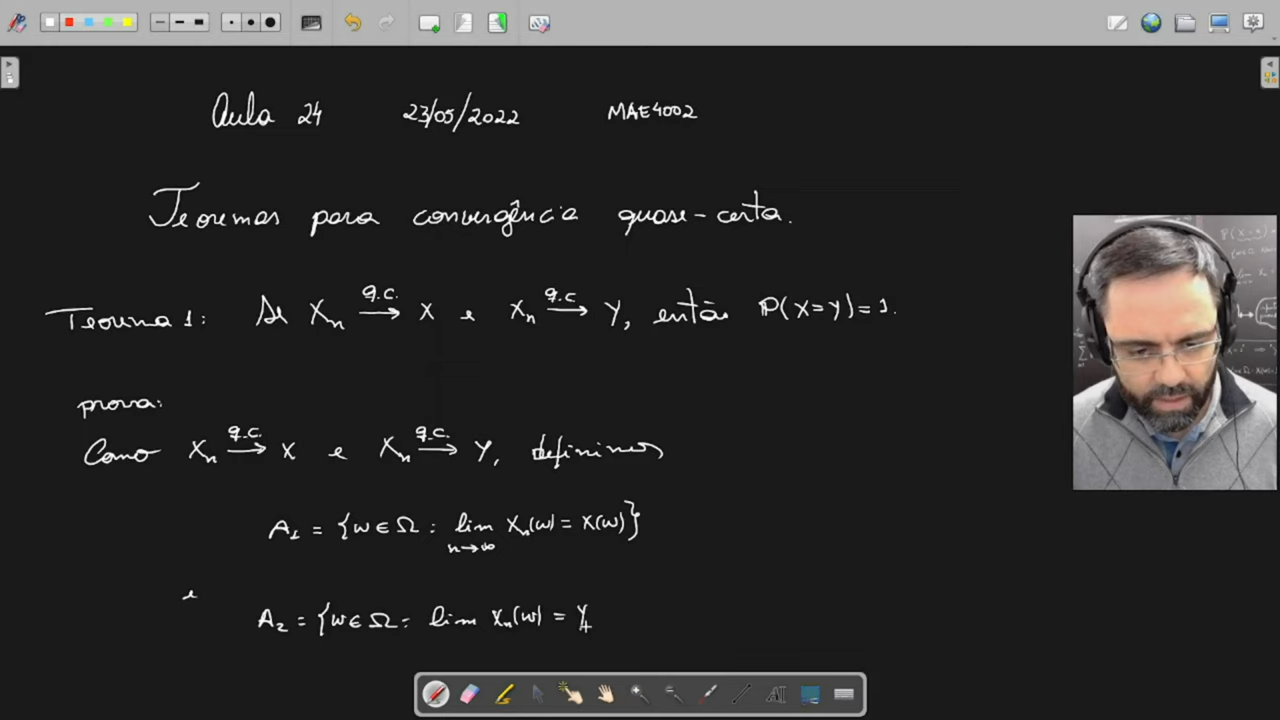 Aula 24 23/05/2022 MAE4002
Teoremas para convergência quase-certa.
Teorema 1: Se Xn q.c.→ X e Xn q.c.→ Y, então P(X=Y)=1.
prova:
Como Xn q.c.→ X e Xn q.c.→ Y, definimos
A1 = {w ∈ Ω : lim n→∞ Xn(w) = X(w)}
e
A2 = {w ∈ Ω : lim Xn(w) = Y